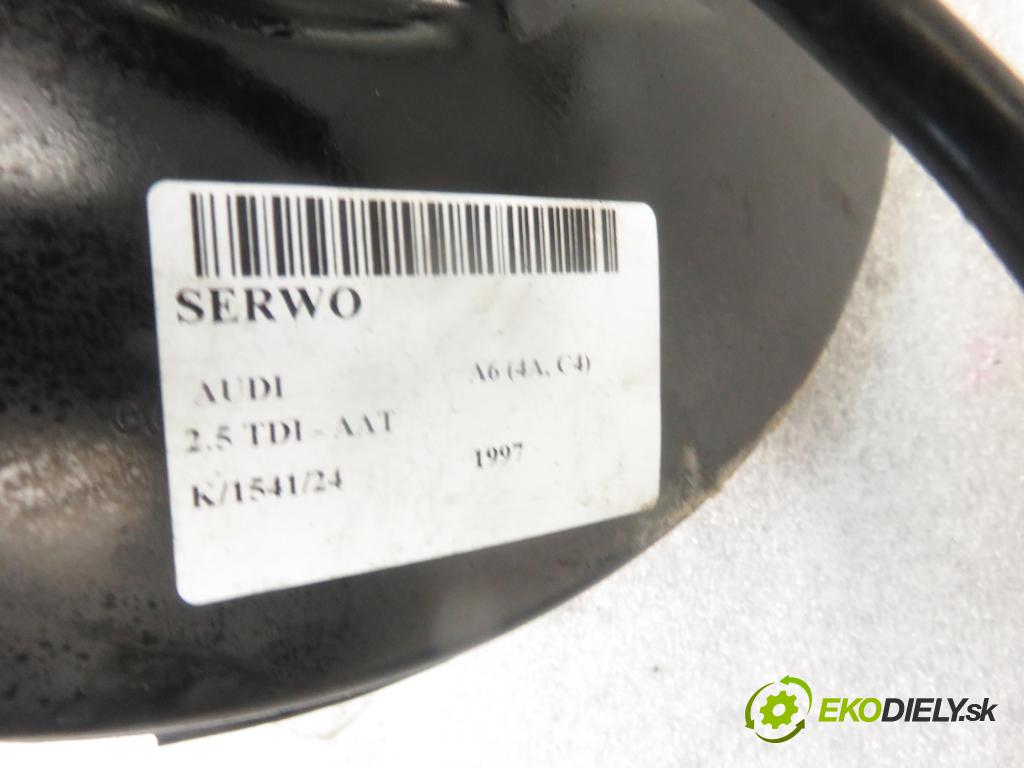 SERWO
AUDI A6 (4A, C4)
2.5 TDI - AAT
K/1541/24 1997
EKODIELY.sk